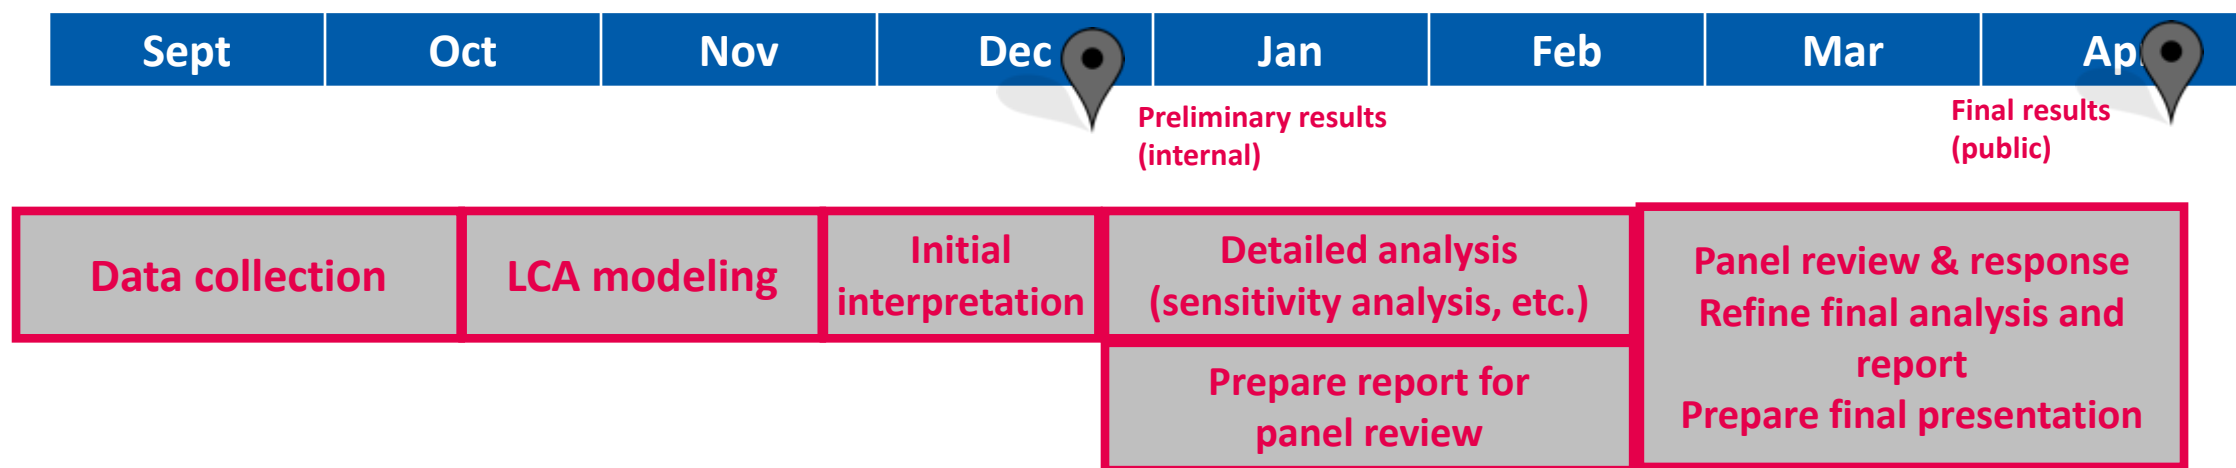 Sept Oct Nov Dec Jan Feb Mar Apr
Preliminary results
(internal)
Final results
(public)
Data collection
LCA modeling
Initial
interpretation
Detailed analysis
(sensitivity analysis, etc.)
Prepare report for
panel review
Panel review & response
Refine final analysis and
report
Prepare final presentation